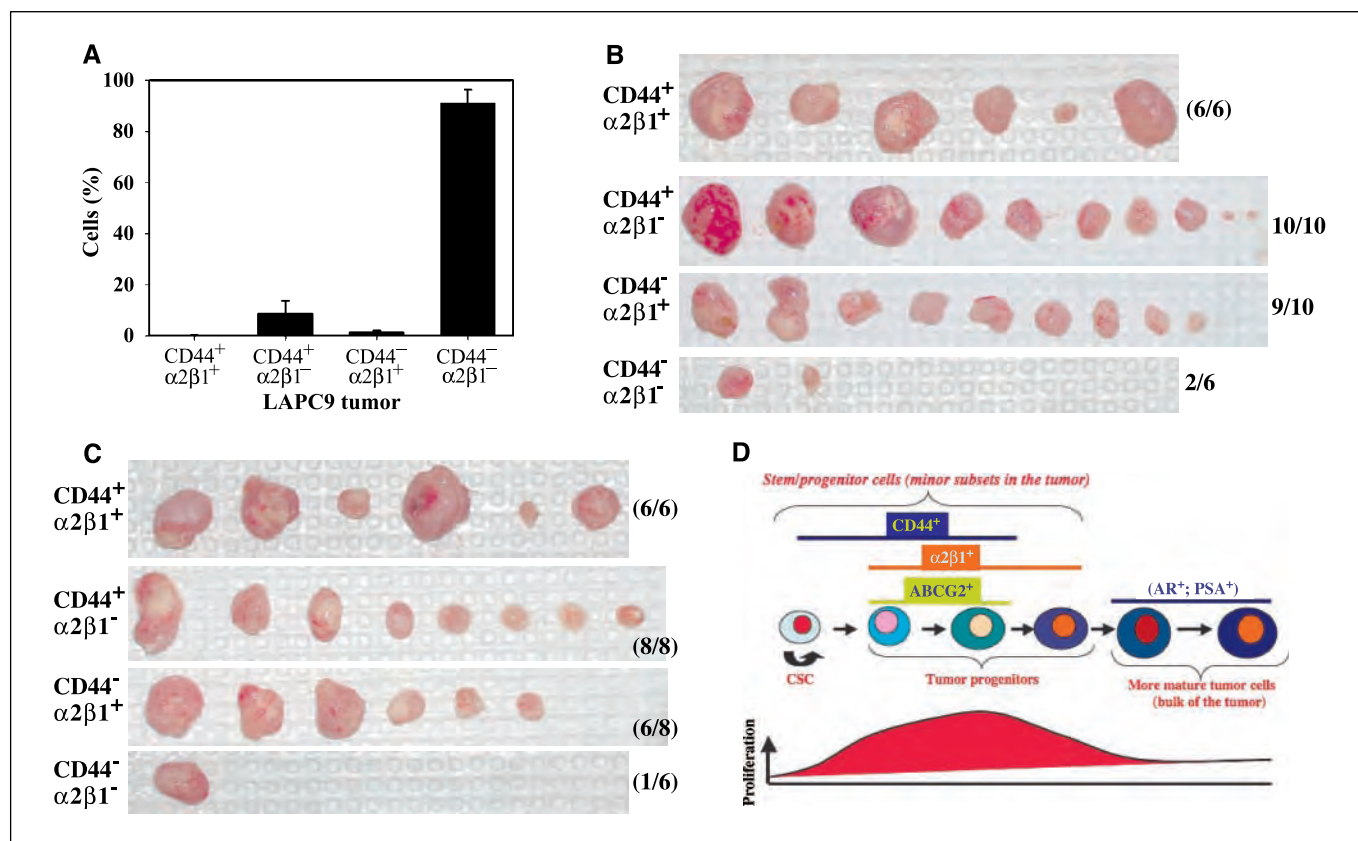 A
100
80
60
40
20
0
Cells (%)
CD44⁺ α2β1⁺
CD44⁺ α2β1⁻
CD44⁻ α2β1⁺
CD44⁻ α2β1⁻
LAPC9 tumor
B
CD44⁺
α2β1⁺
(6/6)
CD44⁺
α2β1⁻
10/10
CD44⁻
α2β1⁺
9/10
CD44⁻
α2β1⁻
2/6
C
CD44⁺
α2β1⁺
(6/6)
CD44⁺
α2β1⁻
(8/8)
CD44⁻
α2β1⁺
(6/8)
CD44⁻
α2β1⁻
(1/6)
D
Stem/progenitor cells (minor subsets in the tumor)
CD44⁺
α2β1⁺
ABCG2⁺
(AR⁺; PSA⁺)
CSC
Tumor progenitors
More mature tumor cells
(bulk of the tumor)
Proliferation